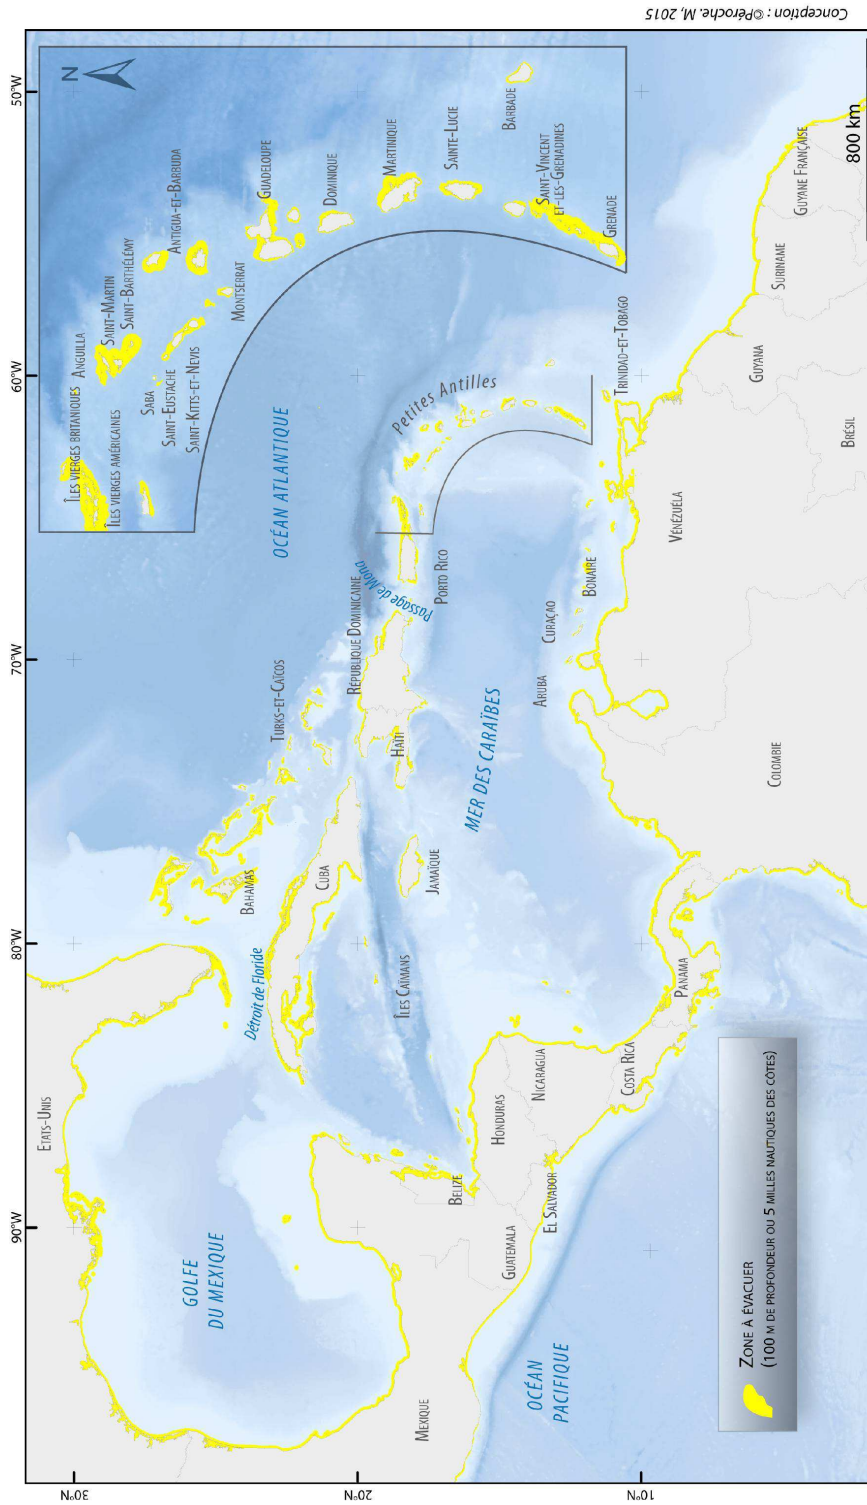 Conception : ©Péroche. M, 2015
90°W
80°W
70°W
60°W
50°W
30°N
20°N
10°N
N
ETATS-UNIS
GOLFE
DU MEXIQUE
MEXIQUE
OCÉAN
PACIFIQUE
Détroit de Floride
BAHAMAS
CUBA
TURKS-ET-CAÏCOS
ÎLES CAÏMANS
JAMAÏQUE
HAÏTI
RÉPUBLIQUE DOMINICAINE
Passage de Mona
PORTO RICO
OCÉAN ATLANTIQUE
MER DES CARAÏBES
Petites Antilles
BELIZE
GUATEMALA
HONDURAS
EL SALVADOR
NICARAGUA
COSTA RICA
PANAMA
COLOMBIE
ARUBA
CURAÇAO
BONAIRE
VENEZUÉLA
TRINIDAD-ET-TOBAGO
GUYANA
SURINAME
GUYANE FRANÇAISE
BRÉSIL
ÎLES VIERGES BRITANIQUES
ÎLES VIERGES AMÉRICAINES
ANGUILLA
SAINT-MARTIN
SAINT-BARTHÉLÉMY
SABA
SAINT-EUSTACHE
SAINT-KITTS-ET-NEVIS
ANTIGUA-ET-BARBUDA
MONTSERRAT
GUADELOUPE
DOMINIQUE
MARTINIQUE
SAINTE-LUCIE
BARBADE
SAINT-VINCENT
ET-LES-GRENADINES
GRENADE
ZONE À ÉVACUER
(100 M DE PROFONDEUR OU 5 MILLES NAUTIQUES DES CÔTES)
800 km